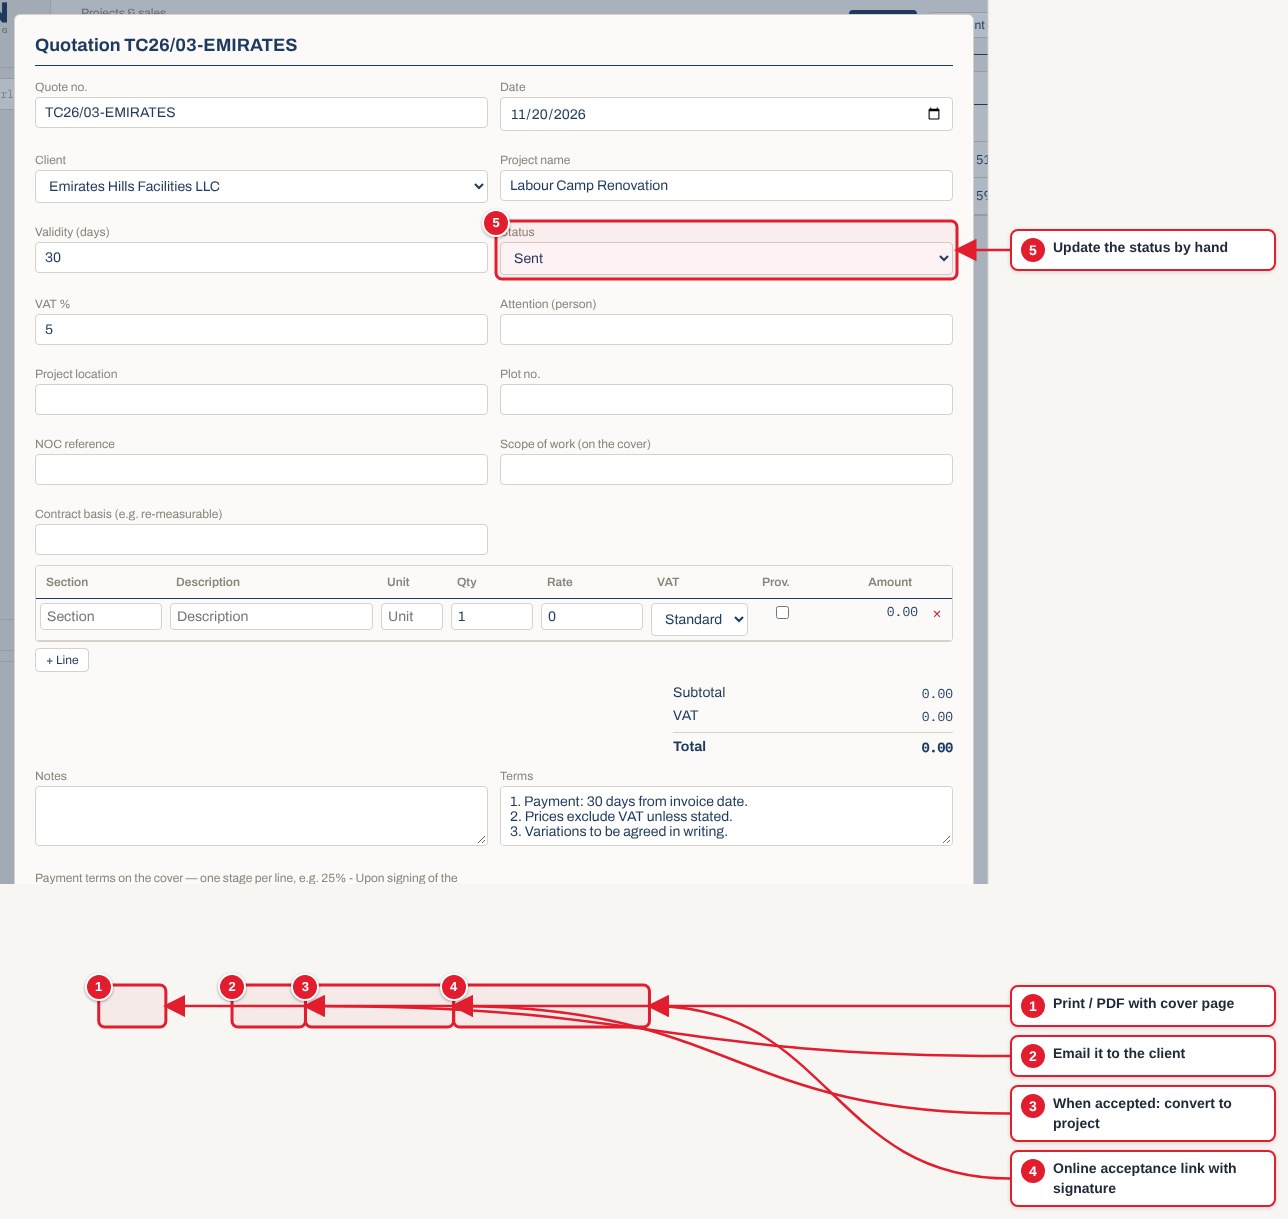 Projects & sales
Quotation TC26/03-EMIRATES
Quote no.
Date
TC26/03-EMIRATES
11/20/2026
Client
Project name
Emirates Hills Facilities LLC
Labour Camp Renovation
Validity (days)
5
Status
30
Sent
5 Update the status by hand
VAT %
Attention (person)
5
Project location
Plot no.
NOC reference
Scope of work (on the cover)
Contract basis (e.g. re-measurable)
Section Description Unit Qty Rate VAT Prov. Amount
Section Description Unit 1 0 Standard 0.00 ×
+ Line
Subtotal 0.00
VAT 0.00
Total 0.00
Notes
Terms
1. Payment: 30 days from invoice date.
2. Prices exclude VAT unless stated.
3. Variations to be agreed in writing.
Payment terms on the cover — one stage per line, e.g. 25% - Upon signing of the
1 2 3 4
1 Print / PDF with cover page
2 Email it to the client
3 When accepted: convert to
project
4 Online acceptance link with
signature